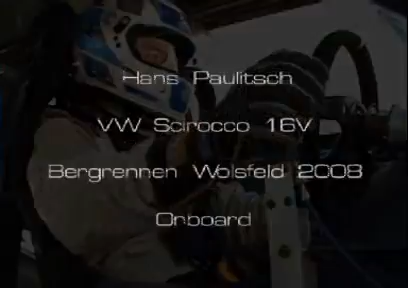 Hans Paulitsch
VW Scirocco 16V
Bergrennen Wolsfeld 2008
Onboard